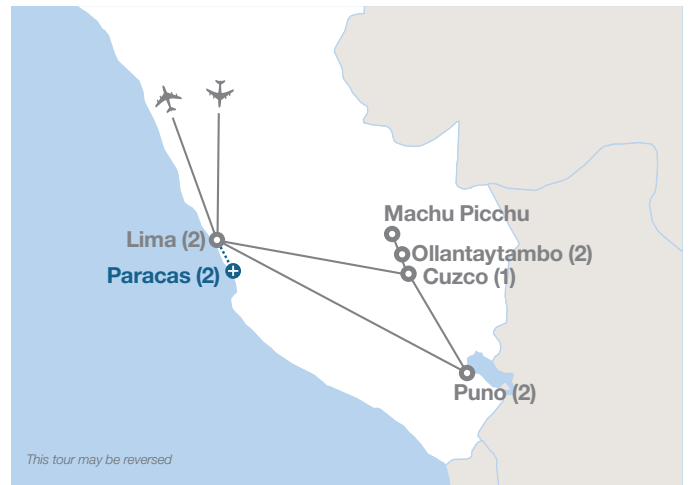 Machu Picchu
Lima (2)
Ollantaytambo (2)
Paracas (2)
Cuzco (1)
Puno (2)
This tour may be reversed